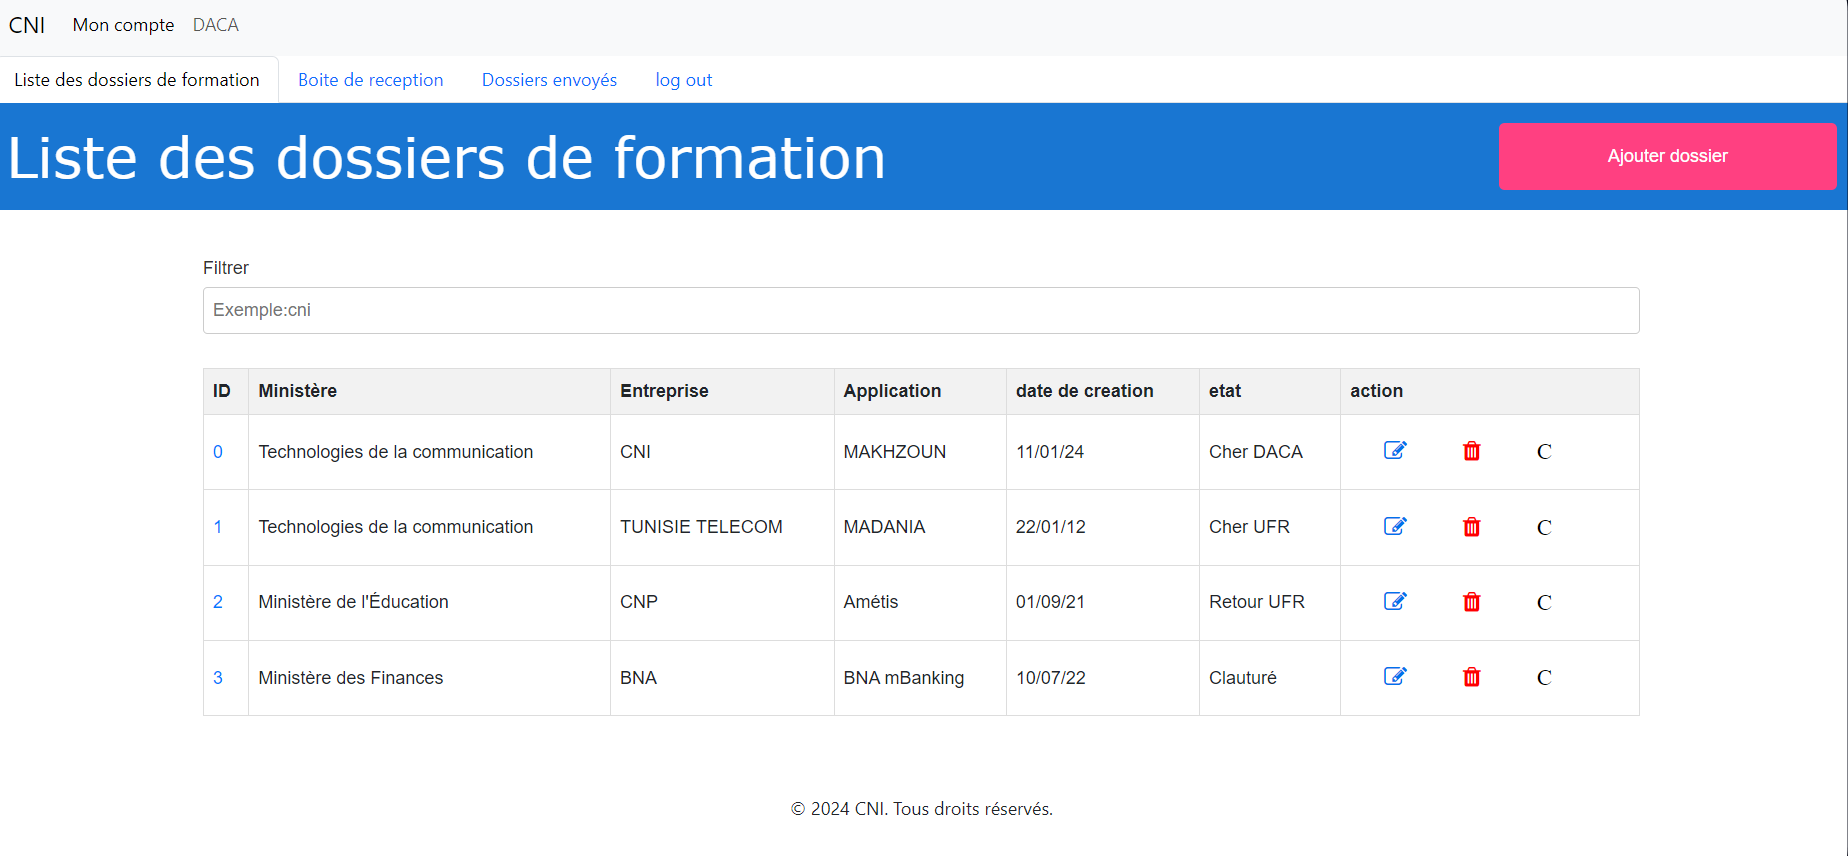 CNI Mon compte DACA
Liste des dossiers de formation Boite de reception Dossiers envoyés log out
Liste des dossiers de formation Ajouter dossier
Filtrer
Exemple:cni
ID Ministère Entreprise Application date de creation etat action
0 Technologies de la communication CNI MAKHZOUN 11/01/24 Cher DACA C
1 Technologies de la communication TUNISIE TELECOM MADANIA 22/01/12 Cher UFR C
2 Ministère de l'Éducation CNP Amétis 01/09/21 Retour UFR C
3 Ministère des Finances BNA BNA mBanking 10/07/22 Clauturé C
© 2024 CNI. Tous droits réservés.